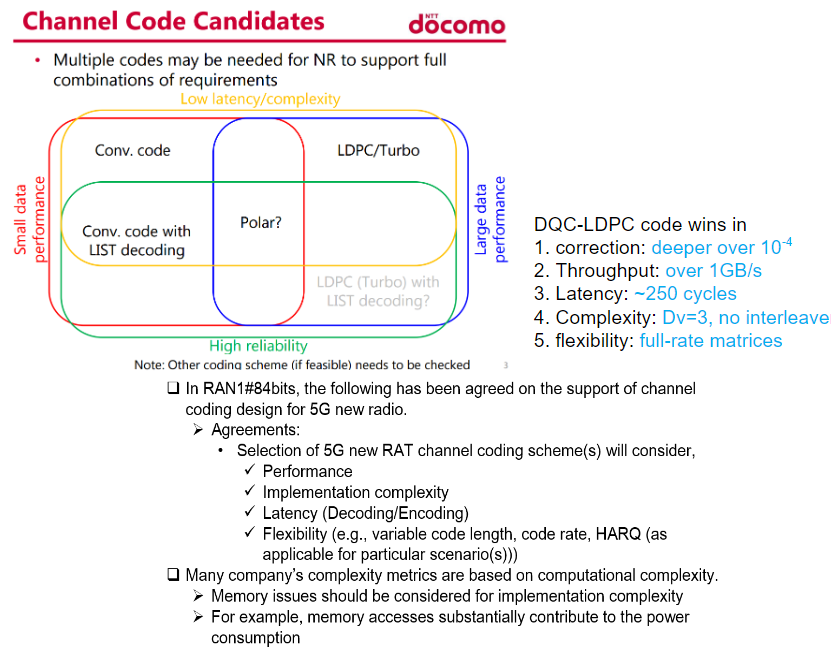 Channel Code Candidates
NTT
döcomo
• Multiple codes may be needed for NR to support full
combinations of requirements
Low latency/complexity
Conv. code
LDPC/Turbo
Small data
performance
Conv. code with
LIST decoding
Polar?
Large data
performance
LDPC (Turbo) with
LIST decoding?
High reliability
Note: Other coding scheme (if feasible) needs to be checked
3
DQC-LDPC code wins in
1. correction: deeper over 10⁻⁴
2. Throughput: over 1GB/s
3. Latency: ~250 cycles
4. Complexity: Dv=3, no interleave
5. flexibility: full-rate matrices
❑ In RAN1#84bits, the following has been agreed on the support of channel
coding design for 5G new radio.
➢ Agreements:
• Selection of 5G new RAT channel coding scheme(s) will consider,
✓ Performance
✓ Implementation complexity
✓ Latency (Decoding/Encoding)
✓ Flexibility (e.g., variable code length, code rate, HARQ (as
applicable for particular scenario(s)))
❑ Many company's complexity metrics are based on computational complexity.
➢ Memory issues should be considered for implementation complexity
➢ For example, memory accesses substantially contribute to the power
consumption